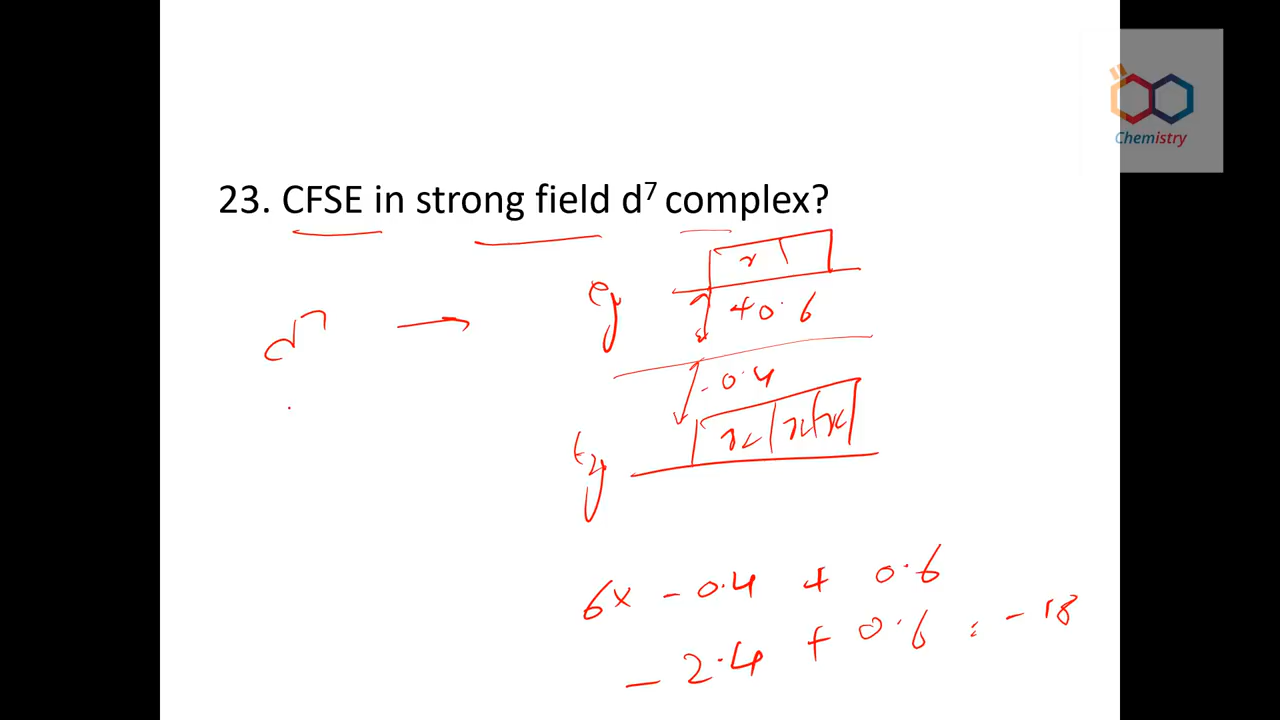 Chemistry
23. CFSE in strong field d⁷ complex?
d⁷ →
eg
+0.6
-0.4
t2g
6x - 0.4 + 0.6
- 2.4 + 0.6 = - 18